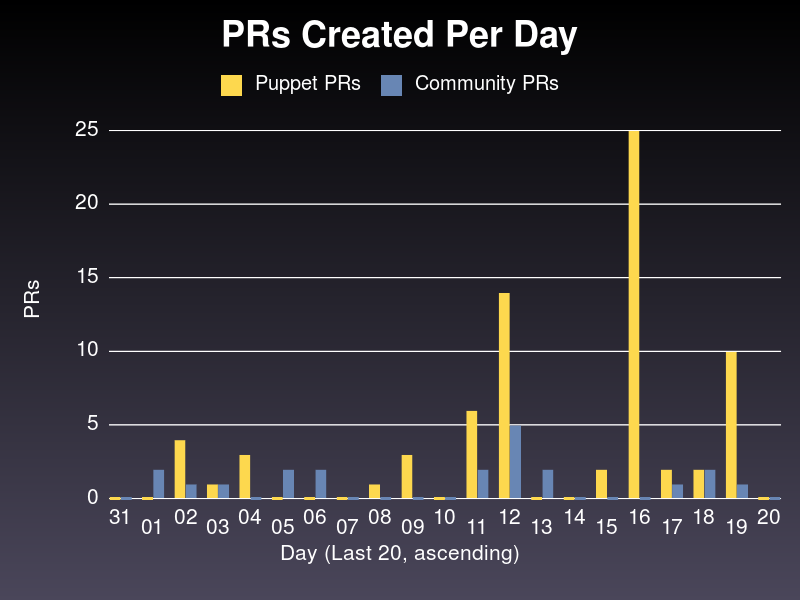 PRs Created Per Day
Puppet PRs Community PRs
25
20
15
10
5
0
PRs
31 01 02 03 04 05 06 07 08 09 10 11 12 13 14 15 16 17 18 19 20
Day (Last 20, ascending)